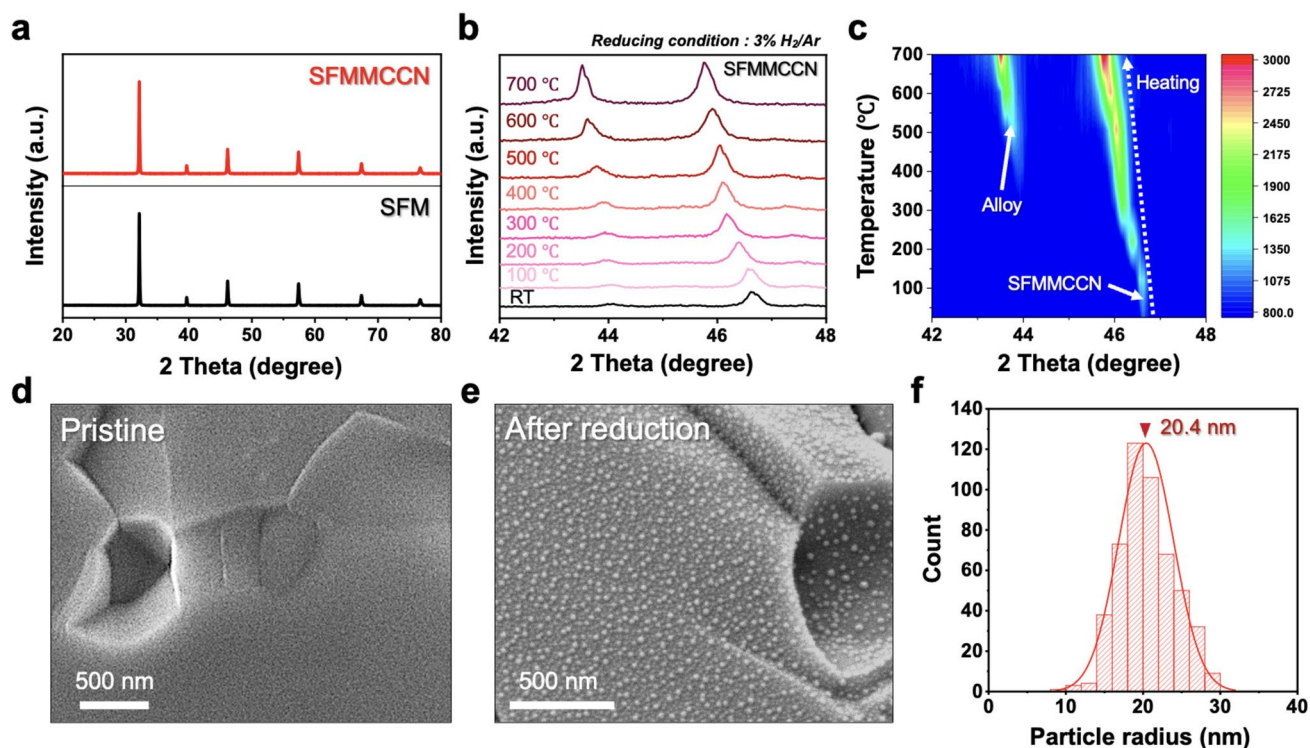 a
SFMMCCN
SFM
Intensity (a.u.)
20 30 40 50 60 70 80
2 Theta (degree)
b
Reducing condition : 3% H₂/Ar
SFMMCCN
700 ℃
600 ℃
500 ℃
400 ℃
300 ℃
200 ℃
100 ℃
RT
Intensity (a.u.)
42 44 46 48
2 Theta (degree)
c
Temperature (℃)
700
600
500
400
300
200
100
Heating
Alloy
SFMMCCN
42 44 46 48
2 Theta (degree)
3000
2725
2450
2175
1900
1625
1350
1075
800.0
d
Pristine
500 nm
e
After reduction
500 nm
f
20.4 nm
Count
140
120
100
80
60
40
20
0
0 10 20 30 40
Particle radius (nm)